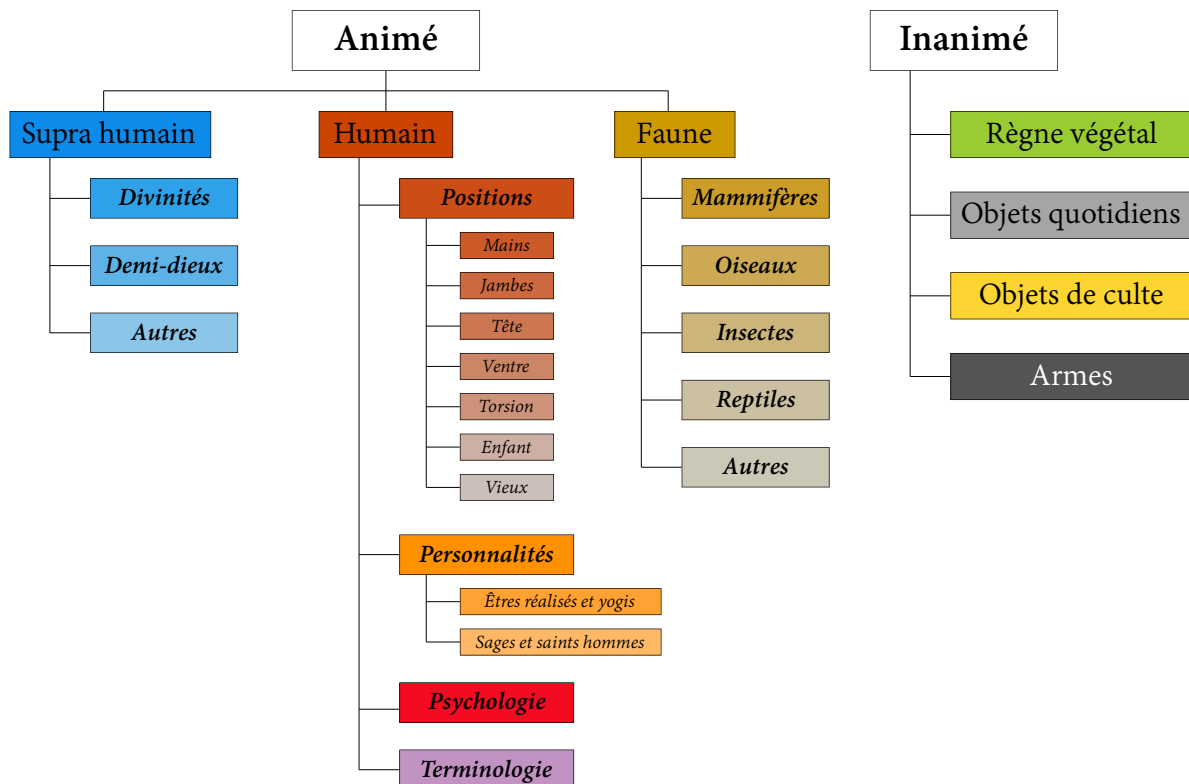 Animé
Supra humain
Divinités
Demi-dieux
Autres
Humain
Positions
Mains
Jambes
Tête
Ventre
Torsion
Enfant
Vieux
Personnalités
Êtres réalisés et yogis
Sages et saints hommes
Psychologie
Terminologie
Faune
Mammifères
Oiseaux
Insectes
Reptiles
Autres
Inanimé
Règne végétal
Objets quotidiens
Objets de culte
Armes